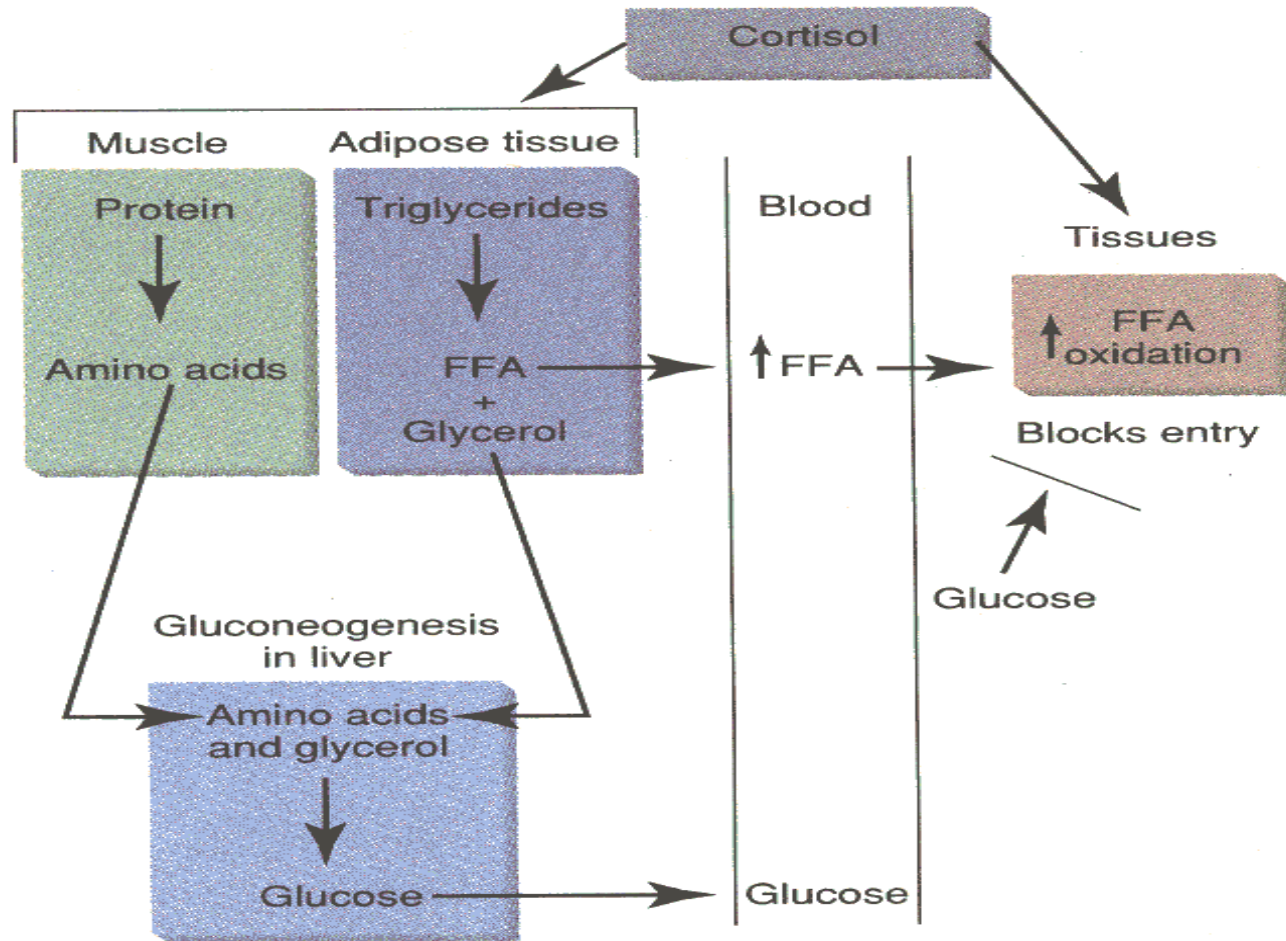 Cortisol
Muscle
Adipose tissue
Protein
Triglycerides
Blood
Tissues
Amino acids
FFA
+
Glycerol
↑ FFA
↑ FFA
oxidation
Blocks entry
Glucose
Gluconeogenesis
in liver
Amino acids
and glycerol
Glucose
Glucose